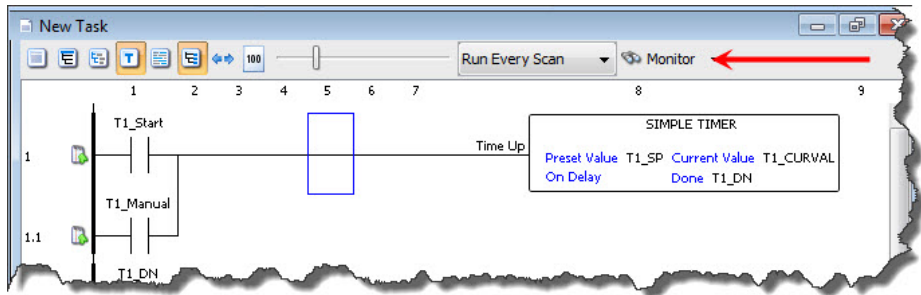 New Task
T 100 Run Every Scan Monitor
1 2 3 4 5 6 7 8 9
T1_Start
SIMPLE TIMER
1 Time Up Preset Value T1_SP Current Value T1_CURVAL
On Delay Done T1_DN
T1_Manual
1.1
T1_DN